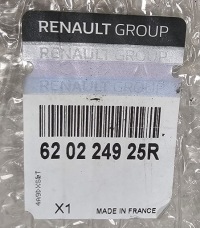 RENAULT GROUP
RENAULT GROUP
RENAULT GROUP
62 02 249 25R
X1
MADE IN FRANCE